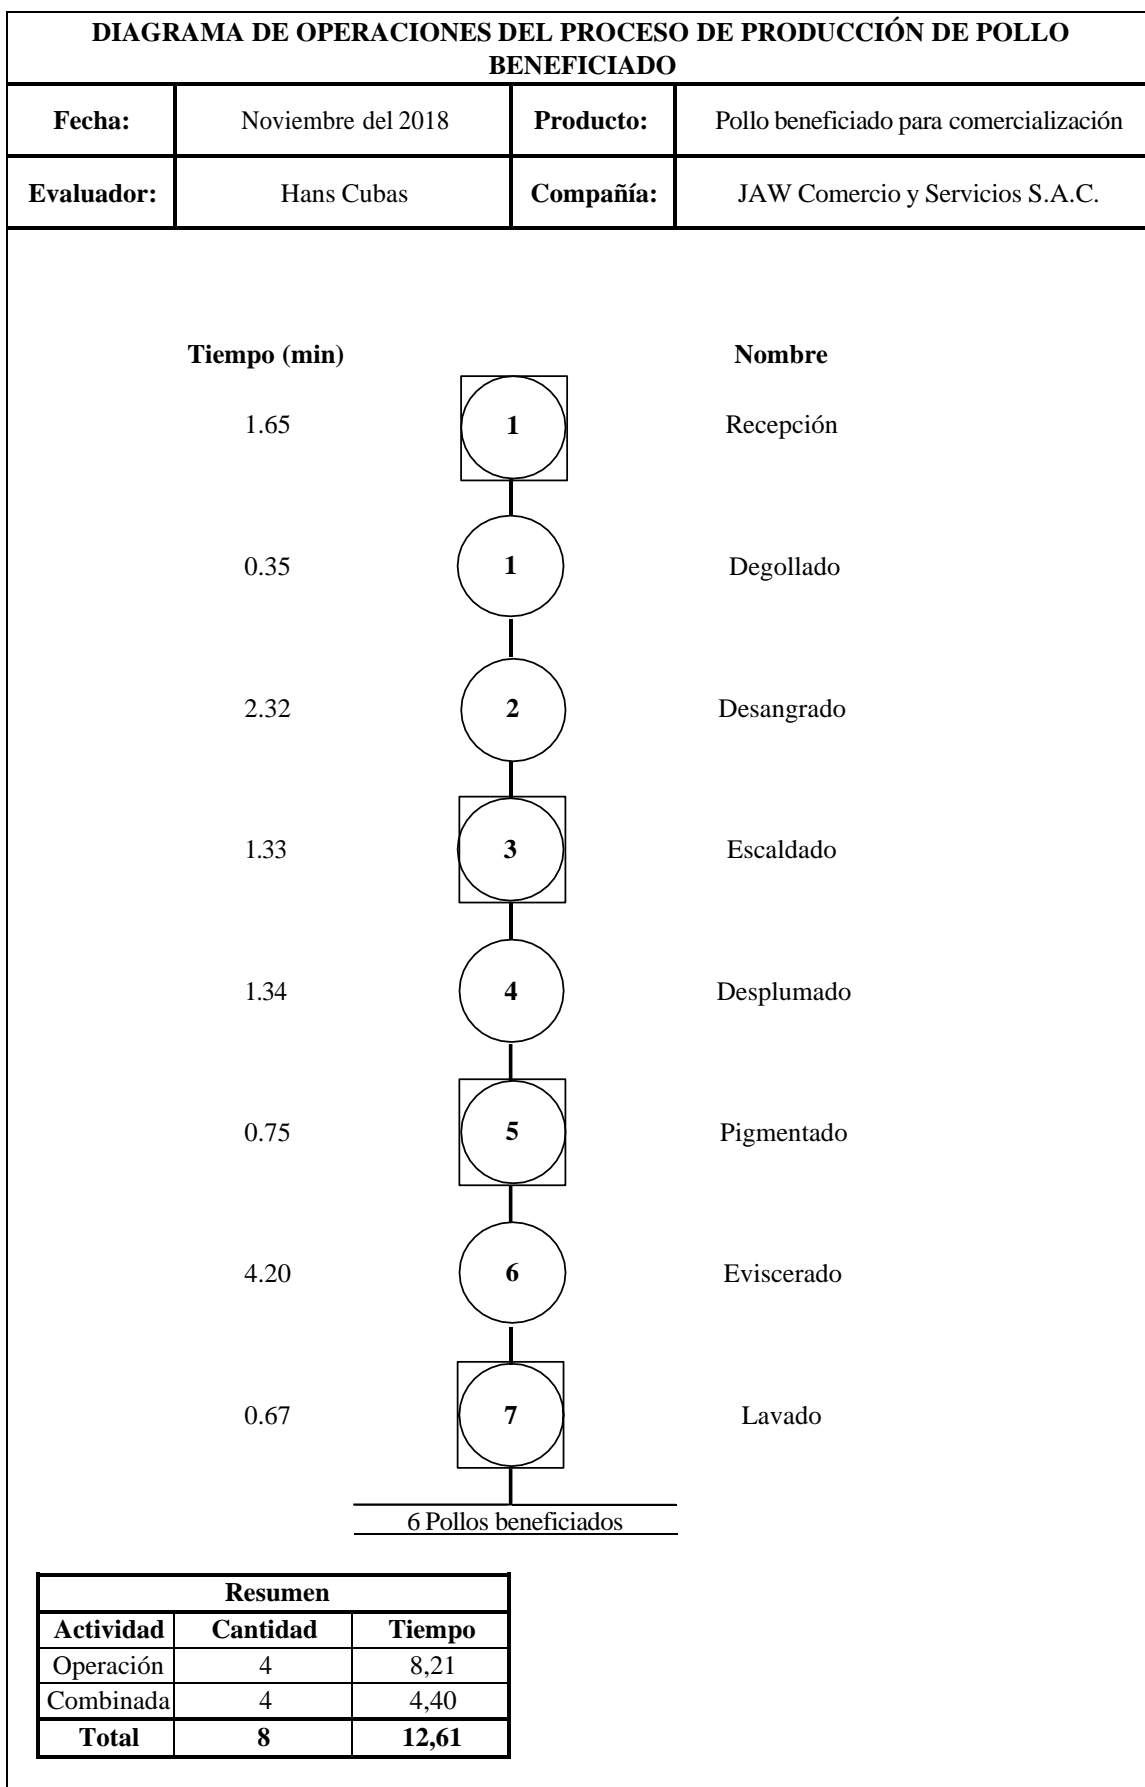 DIAGRAMA DE OPERACIONES DEL PROCESO DE PRODUCCIÓN DE POLLO
BENEFICIADO
Fecha: Noviembre del 2018 Producto: Pollo beneficiado para comercialización
Evaluador: Hans Cubas Compañía: JAW Comercio y Servicios S.A.C.
Tiempo (min) Nombre
1.65 1 Recepción
0.35 1 Degollado
2.32 2 Desangrado
1.33 3 Escaldado
1.34 4 Desplumado
0.75 5 Pigmentado
4.20 6 Eviscerado
0.67 7 Lavado
6 Pollos beneficiados
Resumen
Actividad Cantidad Tiempo
Operación 4 8,21
Combinada 4 4,40
Total 8 12,61